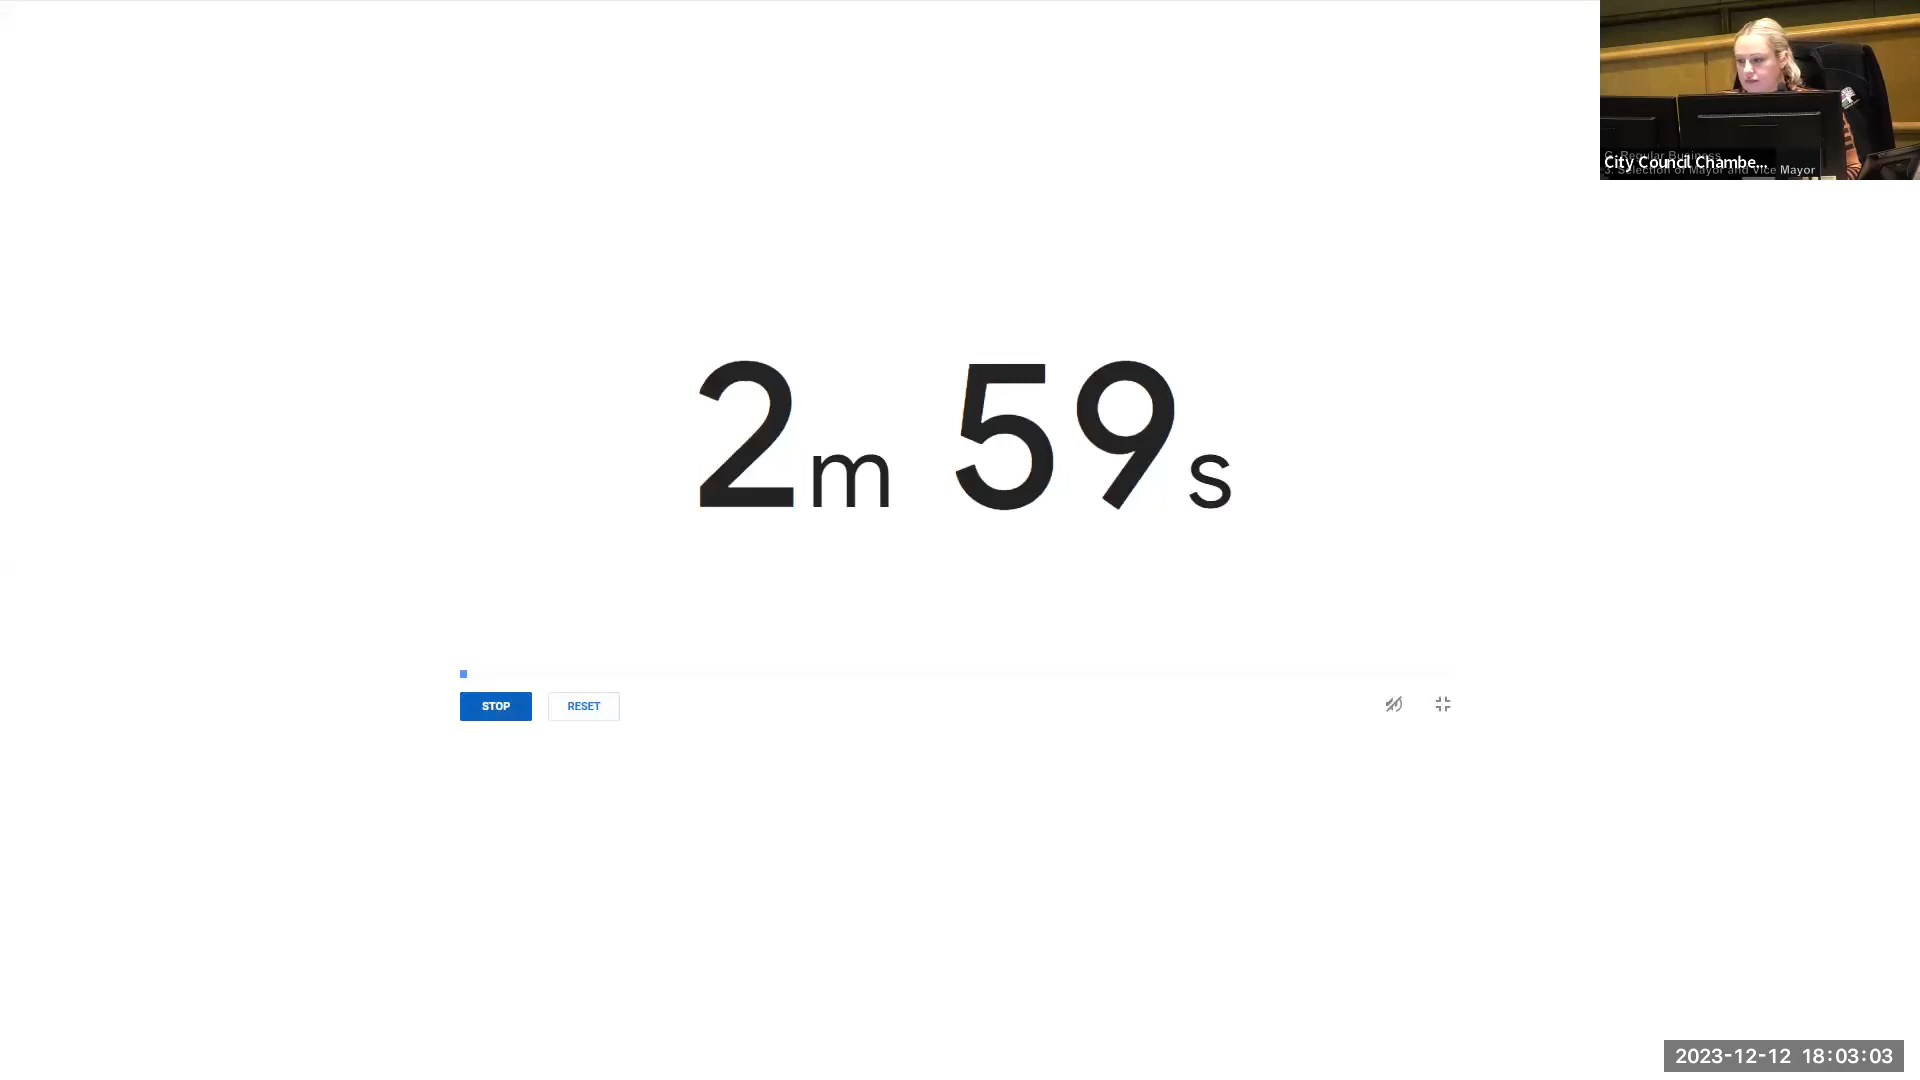 C. Regular Business
City Council Chambe...
3. Selection of Mayor and Vice Mayor
2m 59s
STOP RESET
2023-12-12 18:03:03